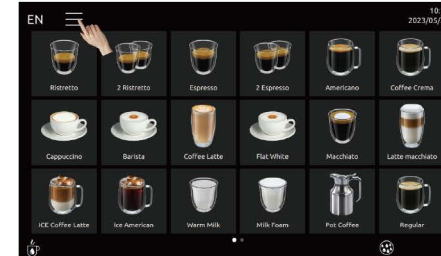 EN
10:
2023/05/
Ristretto
2 Ristretto
Espresso
2 Espresso
Americano
Coffee Crema
Cappuccino
Barista
Coffee Latte
Flat White
Macchiato
Latte macchiato
ICE Coffee Latte
Ice American
Warm Milk
Milk Foam
Pot Coffee
Regular